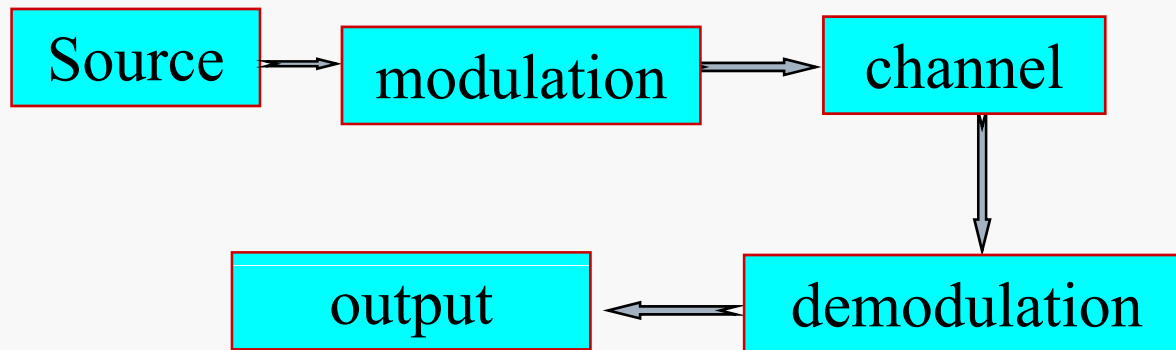 Source
modulation
channel
demodulation
output